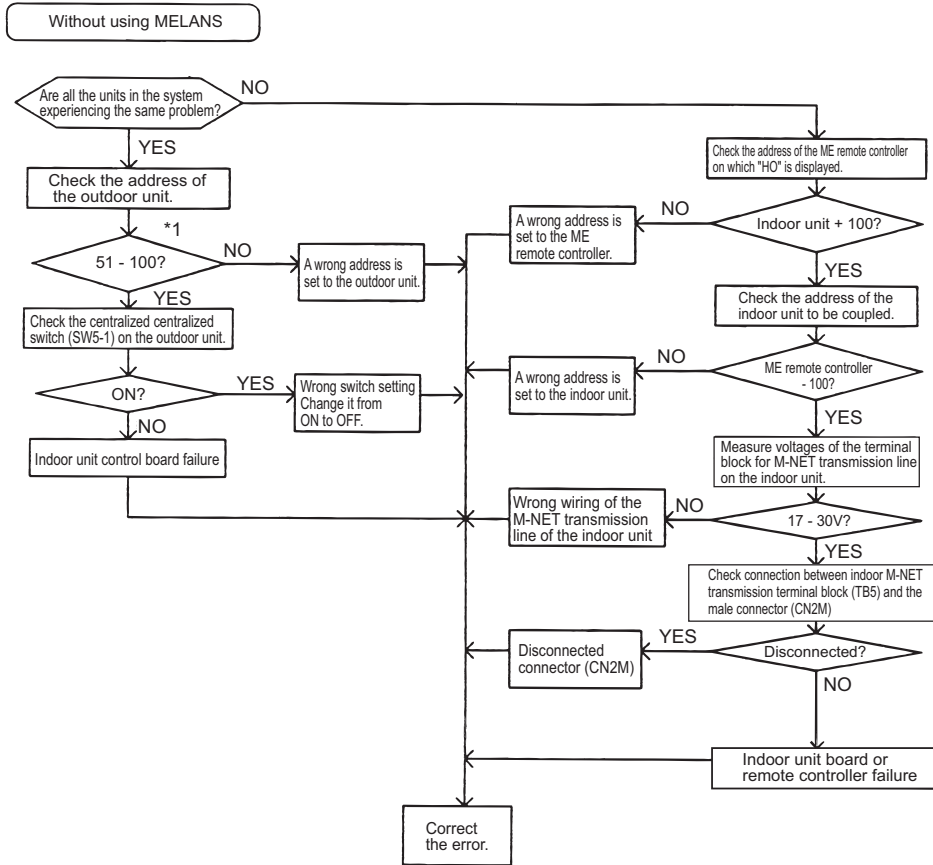 Without using MELANS
Are all the units in the system
experiencing the same problem?
NO
YES
Check the address of
the outdoor unit.
*1
51 - 100?
NO
A wrong address is
set to the outdoor unit.
YES
Check the centralized centralized
switch (SW5-1) on the outdoor unit.
ON?
YES
Wrong switch setting
Change it from
ON to OFF.
NO
Indoor unit control board failure
Check the address of the ME remote controller
on which "HO" is displayed.
Indoor unit + 100?
NO
A wrong address is
set to the ME
remote controller.
YES
Check the address of the
indoor unit to be coupled.
ME remote controller
- 100?
NO
A wrong address is
set to the indoor unit.
YES
Measure voltages of the terminal
block for M-NET transmission line
on the indoor unit.
17 - 30V?
NO
Wrong wiring of the
M-NET transmission
line of the indoor unit
YES
Check connection between indoor M-NET
transmission terminal block (TB5) and the
male connector (CN2M)
Disconnected?
YES
Disconnected
connector (CN2M)
NO
Indoor unit board or
remote controller failure
Correct
the error.